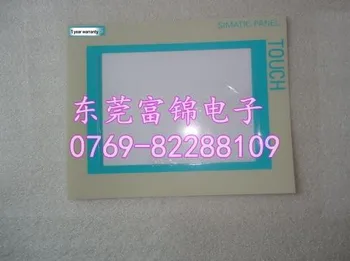 1 year warranty
SIMATIC PANEL
TOUCH
东莞富锦电子
0769-82288109